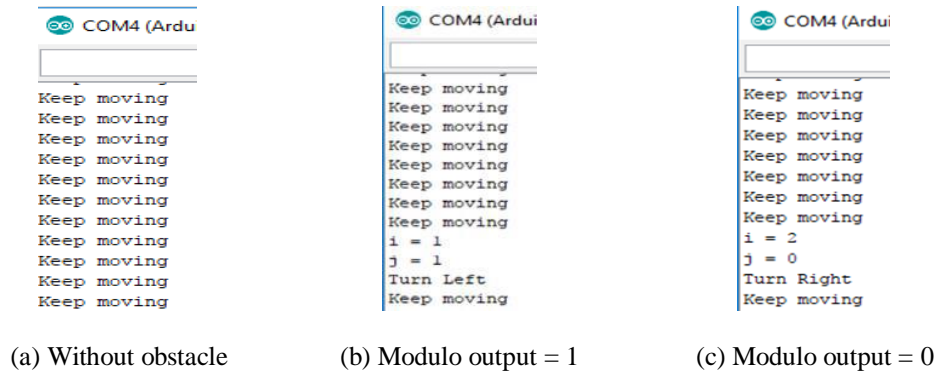 COM4 (Ardu
Keep moving
Keep moving
Keep moving
Keep moving
Keep moving
Keep moving
Keep moving
Keep moving
Keep moving
Keep moving
Keep moving
(a) Without obstacle
COM4 (Ardui
Keep moving
Keep moving
Keep moving
Keep moving
Keep moving
Keep moving
Keep moving
Keep moving
i = 1
j = 1
Turn Left
Keep moving
(b) Modulo output = 1
COM4 (Ardui
Keep moving
Keep moving
Keep moving
Keep moving
Keep moving
Keep moving
Keep moving
i = 2
j = 0
Turn Right
Keep moving
(c) Modulo output = 0